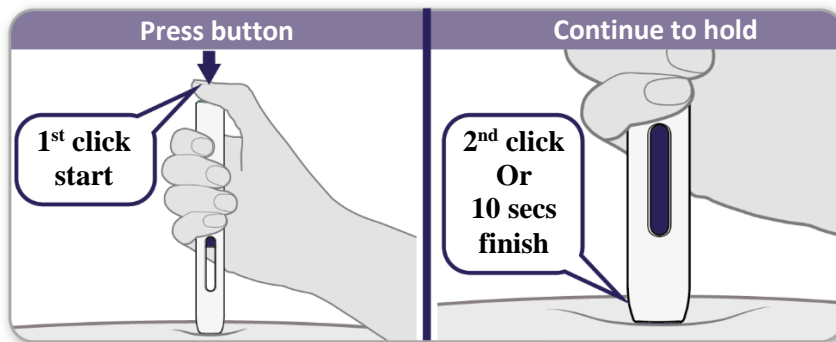 Press button
1st click
start
Continue to hold
2nd click
Or
10 secs
finish